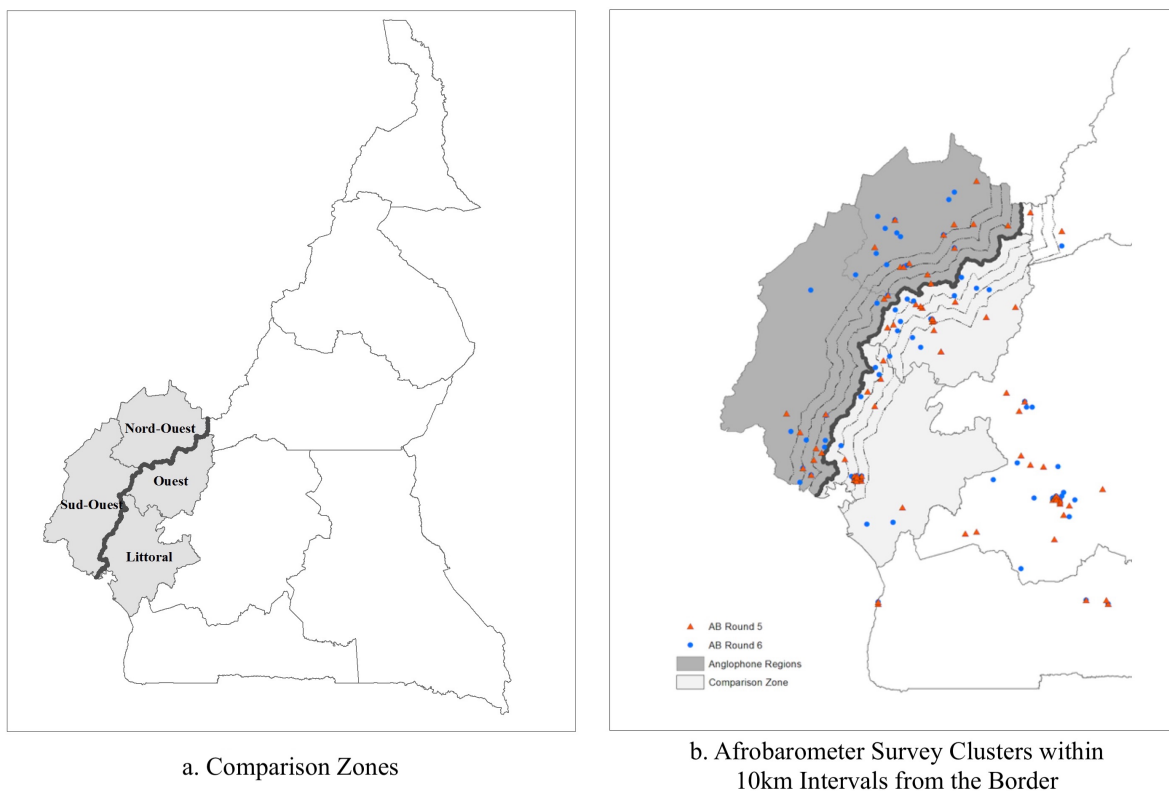 Nord-Ouest
Ouest
Sud-Ouest
Littoral
a. Comparison Zones
AB Round 5
AB Round 6
Anglophone Regions
Comparison Zone
b. Afrobarometer Survey Clusters within
10km Intervals from the Border